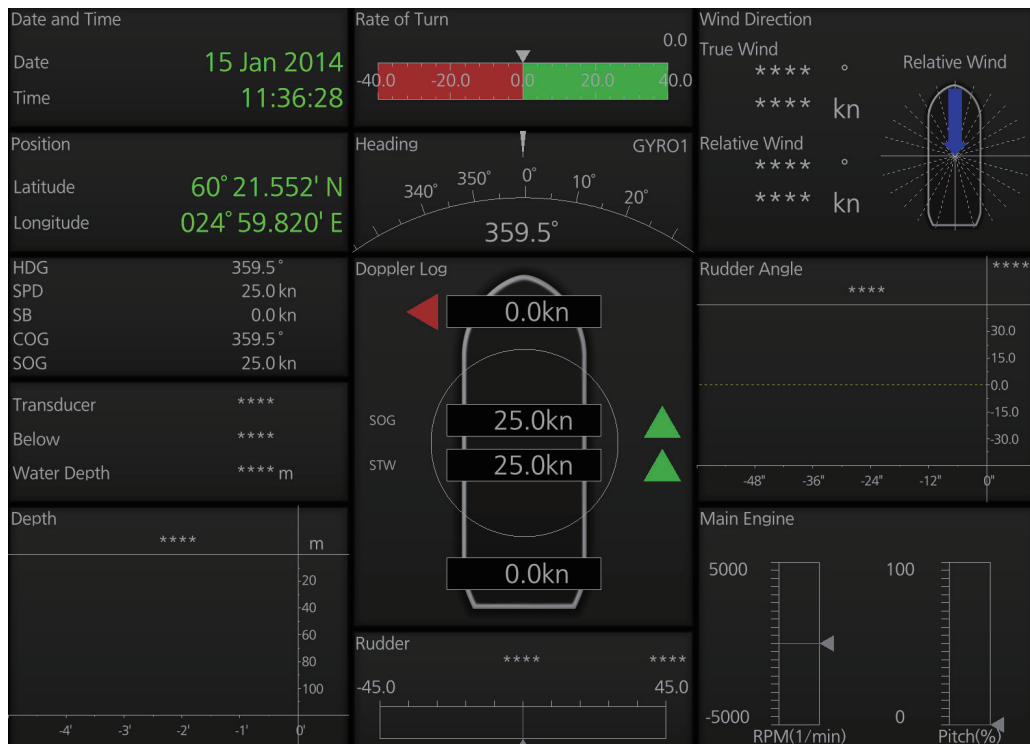 Date and Time
Date 15 Jan 2014
Time 11:36:28
Position
Latitude 60° 21.552' N
Longitude 024° 59.820' E
HDG 359.5°
SPD 25.0 kn
SB 0.0 kn
COG 359.5°
SOG 25.0 kn
Transducer ****
Below ****
Water Depth **** m
Depth
**** m
20
40
60
80
100
-4' -3' -2' -1' 0'
Rate of Turn
0.0
-40.0 -20.0 0.0 20.0 40.0
Heading GYRO1
340° 350° 0° 10° 20°
359.5°
Doppler Log
0.0kn
SOG 25.0kn
STW 25.0kn
0.0kn
Rudder
**** ****
-45.0 45.0
Wind Direction
True Wind
**** °
**** kn
Relative Wind
**** °
**** kn
Relative Wind
Rudder Angle ****
****
30.0
15.0
0.0
-15.0
-30.0
-48" -36" -24" -12" 0"
Main Engine
5000 100
-5000 0
RPM(1/min) Pitch(%)